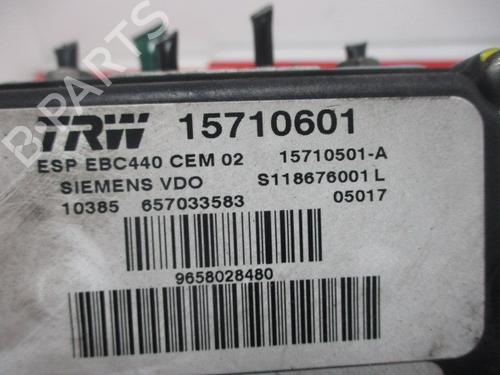 TRW 15710601
ESP EBC440 CEM 02 15710501-A
SIEMENS VDO S118676001 L
10385 657033583 05017
9658028480
B-PARTS